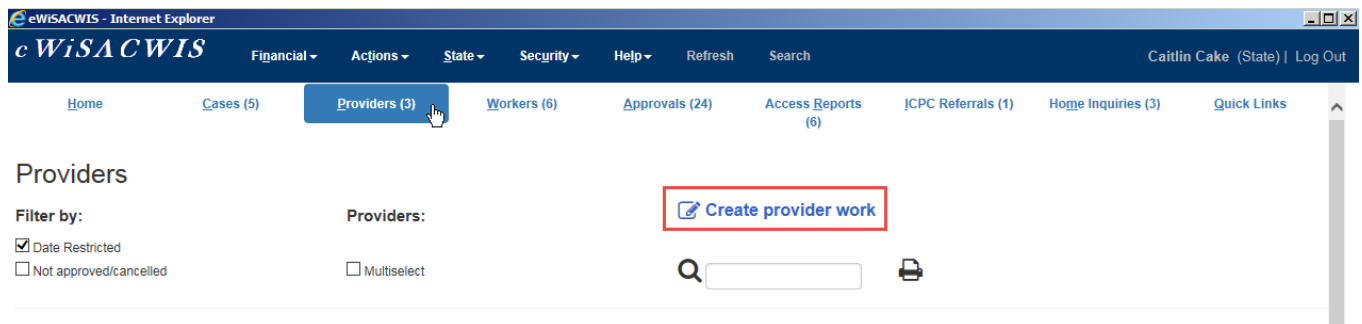 eWiSACWIS - Internet Explorer
eWiSACWIS Financial Actions State Security Help Refresh Search Caitlin Cake (State) | Log Out
Home Cases (5) Providers (3) Workers (6) Approvals (24) Access Reports (6) ICPC Referrals (1) Home Inquiries (3) Quick Links
Providers
Create provider work
Filter by: Providers:
Date Restricted
Not approved/cancelled Multiselect